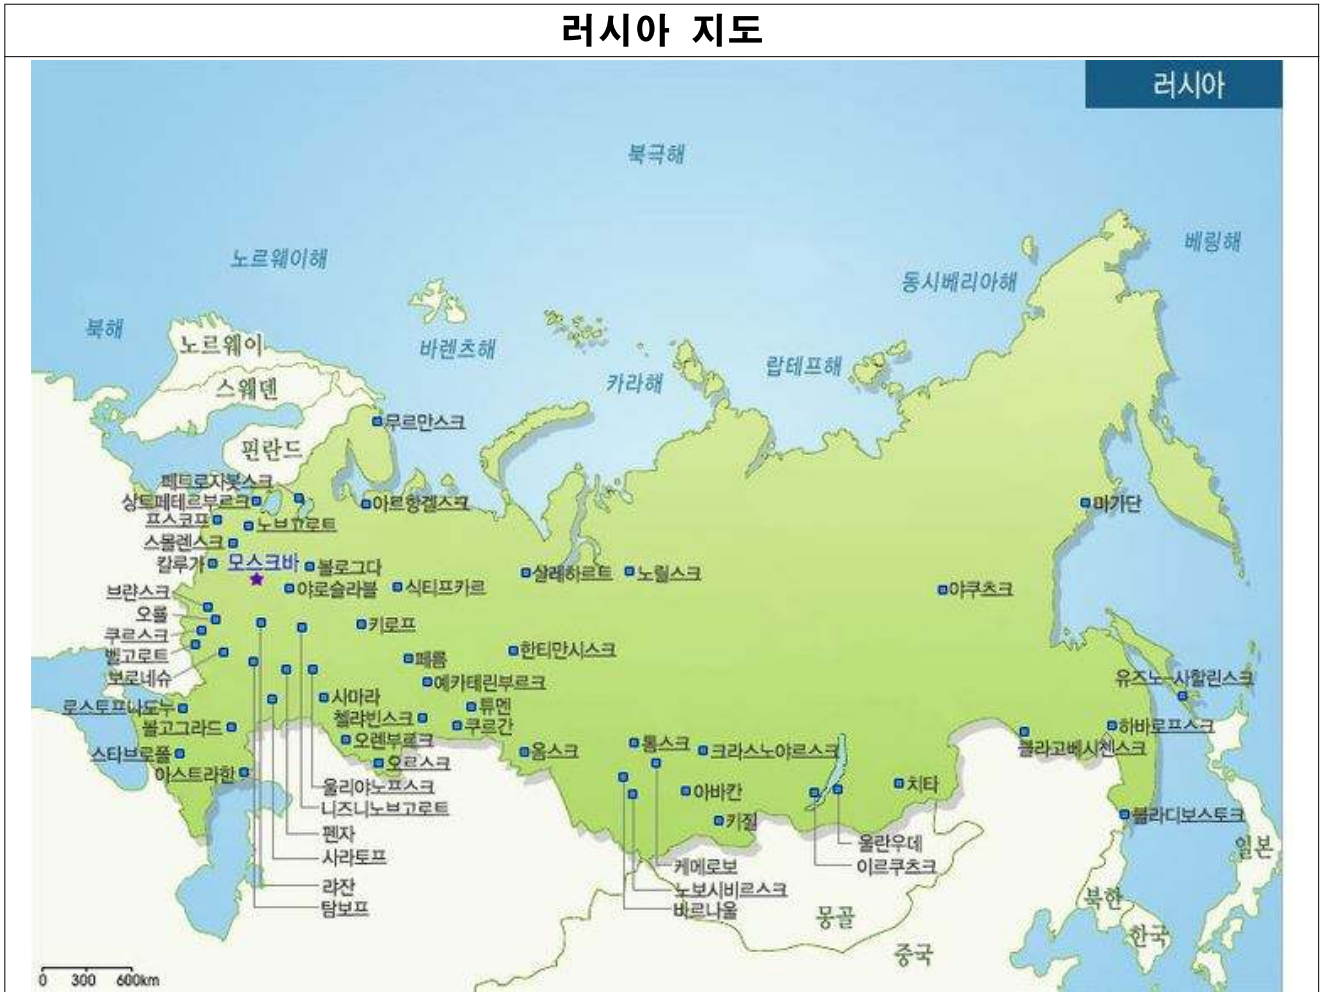 러시아 지도
러시아
북극해
베링해
노르웨이해
동시베리아해
북해
노르웨이
바렌츠해
랍테프해
카라해
스웨덴
무르만스크
핀란드
페트로자봇스크
상트페테르부르크
아르항겔스크
마가단
프스코프
노브고로트
스몰렌스크
칼루가
모스크바
볼로그다
살레하르트
노릴스크
야로슬라블
식티프카르
야쿠츠크
브랸스크
오룔
키로프
쿠르스크
벨고로트
한티만시스크
페름
보로네슈
유즈노-사할린스크
예카테린부르크
사마라
로스토프나도누
튜멘
첼랴빈스크
쿠르간
볼고그라드
하바로프스크
오렌부르크
톰스크
크라스노야르스크
블라고베시첸스크
스타브로폴
옴스크
오르스크
아스트라한
울리야노프스크
아바칸
치타
니즈니노브고로트
키질
블라디보스토크
펜자
울란우데
일본
사라토프
케메로보
이르쿠츠크
랴잔
노보시비르스크
탐보프
바르나울
북한
몽골
한국
중국
0 300 600km